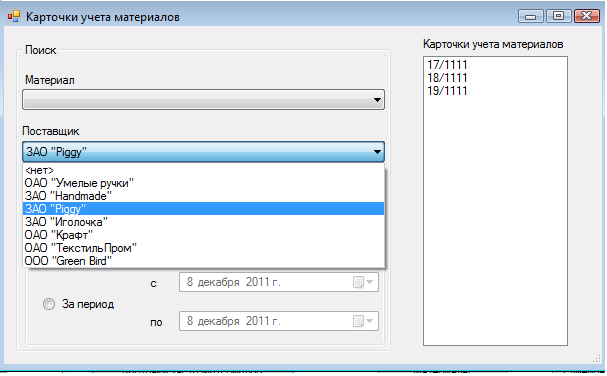 Карточки учета материалов
Поиск
Материал
Поставщик
ЗАО "Piggy"
<нет>
ОАО "Умелые ручки"
ЗАО "Handmade"
ЗАО "Piggy"
ЗАО "Иголочка"
ОАО "Крафт"
ОАО "ТекстильПром"
ООО "Green Bird"
с
8 декабря 2011 г.
За период
по
8 декабря 2011 г.
Карточки учета материалов
17/1111
18/1111
19/1111